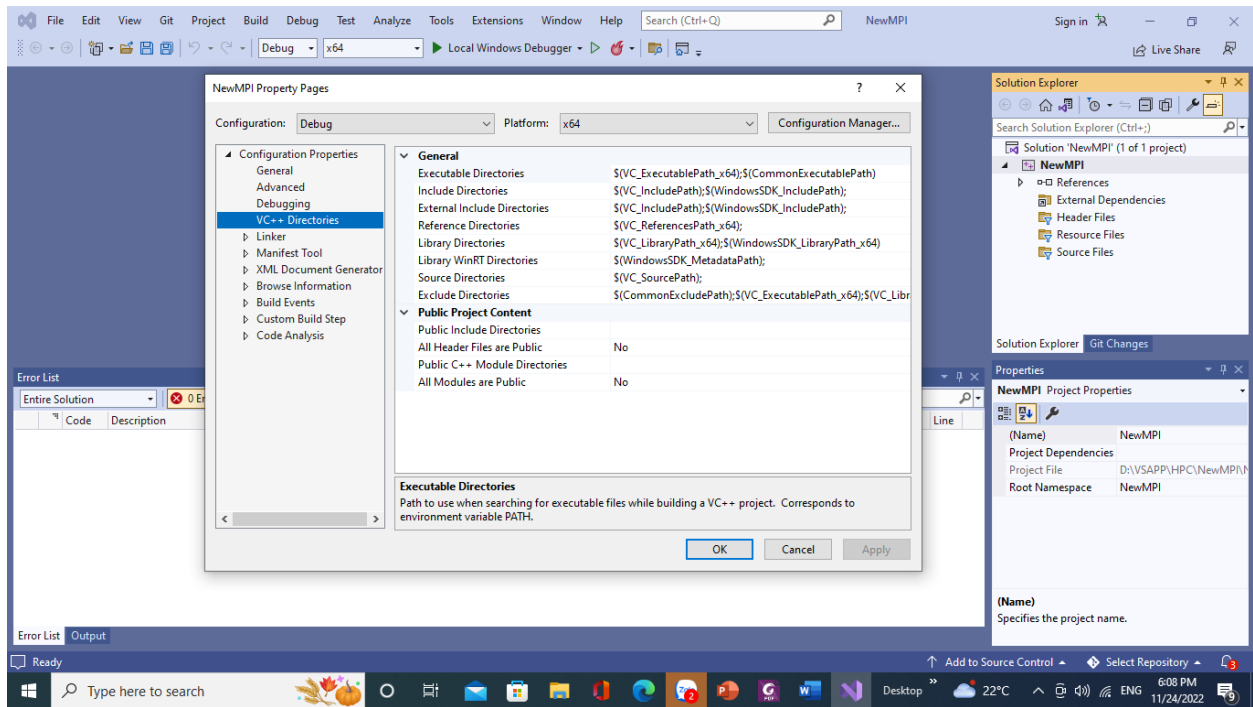 File Edit View Git Project Build Debug Test Analyze Tools Extensions Window Help Search (Ctrl+Q) NewMPI Sign in
Debug x64 Local Windows Debugger Live Share
NewMPI Property Pages ?
Configuration: Debug Platform: x64 Configuration Manager...
Configuration Properties
General
Advanced
Debugging
VC++ Directories
Linker
Manifest Tool
XML Document Generator
Browse Information
Build Events
Custom Build Step
Code Analysis
General
Executable Directories $(VC_ExecutablePath_x64);$(CommonExecutablePath)
Include Directories $(VC_IncludePath);$(WindowsSDK_IncludePath);
External Include Directories $(VC_IncludePath);$(WindowsSDK_IncludePath);
Reference Directories $(VC_ReferencesPath_x64);
Library Directories $(VC_LibraryPath_x64);$(WindowsSDK_LibraryPath_x64)
Library WinRT Directories $(WindowsSDK_MetadataPath);
Source Directories $(VC_SourcePath);
Exclude Directories $(CommonExcludePath);$(VC_ExecutablePath_x64);$(VC_Libr
Public Project Content
Public Include Directories
All Header Files are Public No
Public C++ Module Directories
All Modules are Public No
Executable Directories
Path to use when searching for executable files while building a VC++ project. Corresponds to
environment variable PATH.
OK Cancel Apply
Solution Explorer
Search Solution Explorer (Ctrl+;)
Solution 'NewMPI' (1 of 1 project)
NewMPI
References
External Dependencies
Header Files
Resource Files
Source Files
Solution Explorer Git Changes
Properties
NewMPI Project Properties
(Name) NewMPI
Project Dependencies
Project File D:\VSAPP\HPC\NewMPI\N
Root Namespace NewMPI
(Name)
Specifies the project name.
Error List
Entire Solution 0 Er
Code Description Line
Error List Output
Ready Add to Source Control Select Repository 3
Type here to search 2 Desktop 22°C ENG 6:08 PM
11/24/2022 9